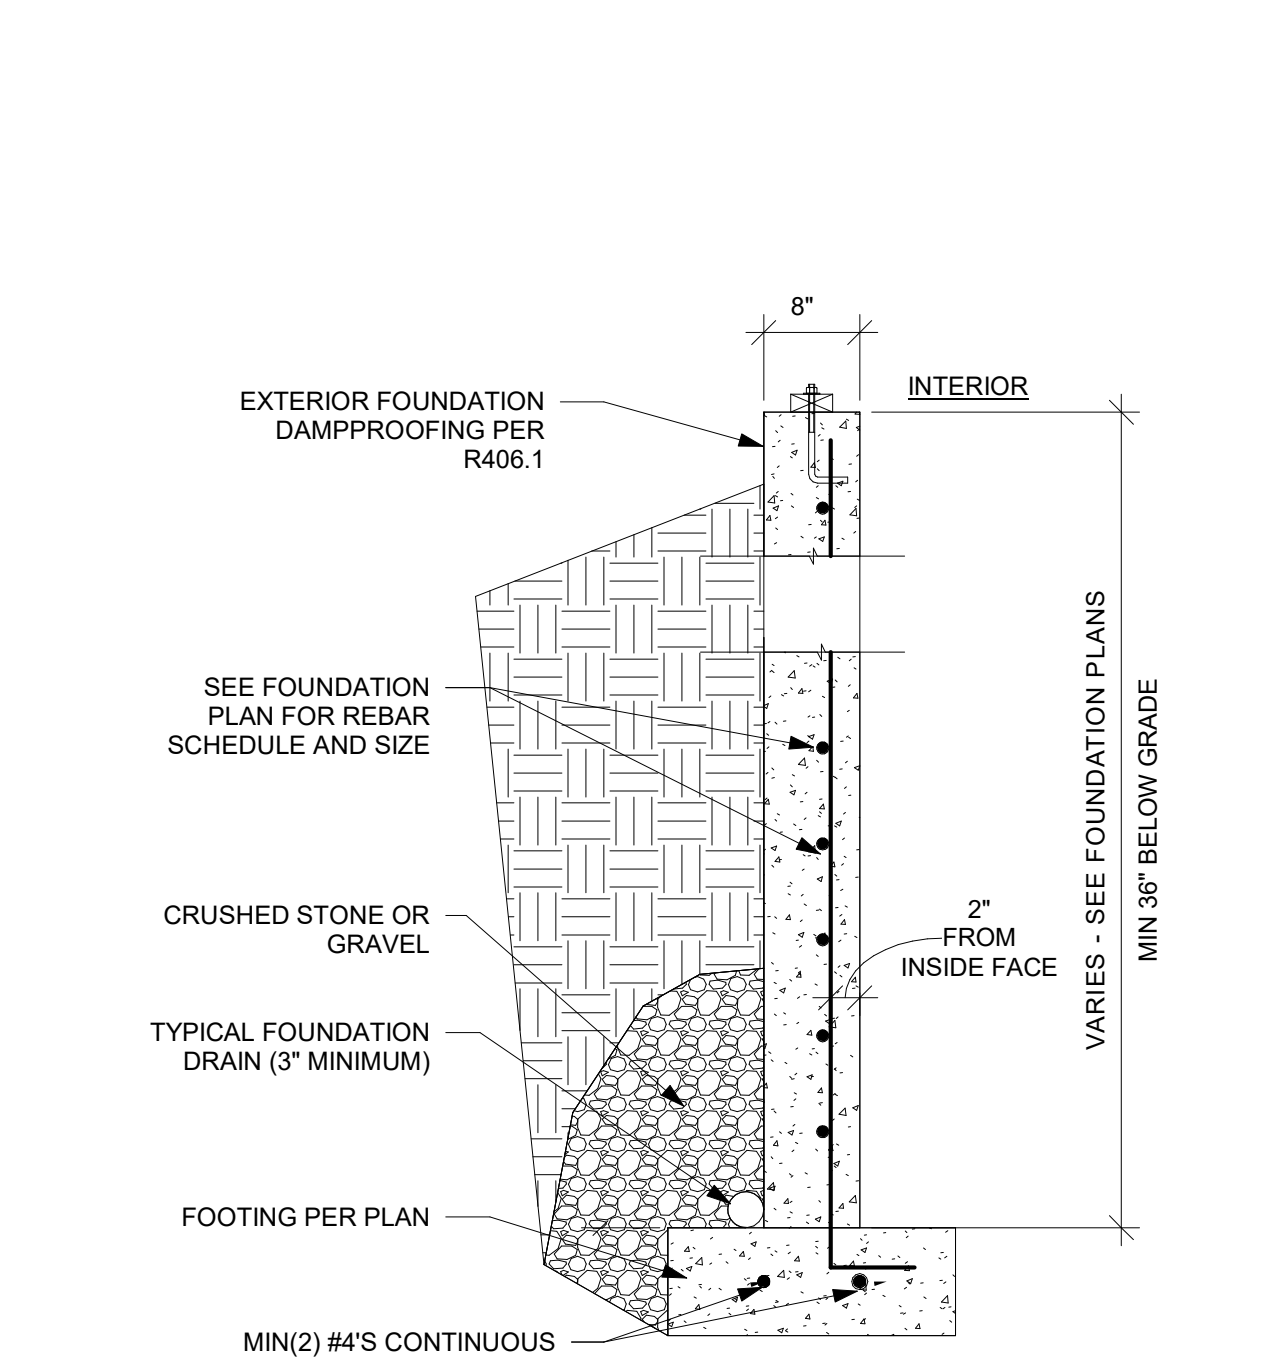 8"
INTERIOR
EXTERIOR FOUNDATION
DAMPPROOFING PER
R406.1
SEE FOUNDATION
PLAN FOR REBAR
SCHEDULE AND SIZE
VARIES - SEE FOUNDATION PLANS
MIN 36" BELOW GRADE
CRUSHED STONE OR
GRAVEL
2"
FROM
INSIDE FACE
TYPICAL FOUNDATION
DRAIN (3" MINIMUM)
FOOTING PER PLAN
MIN(2) #4'S CONTINUOUS